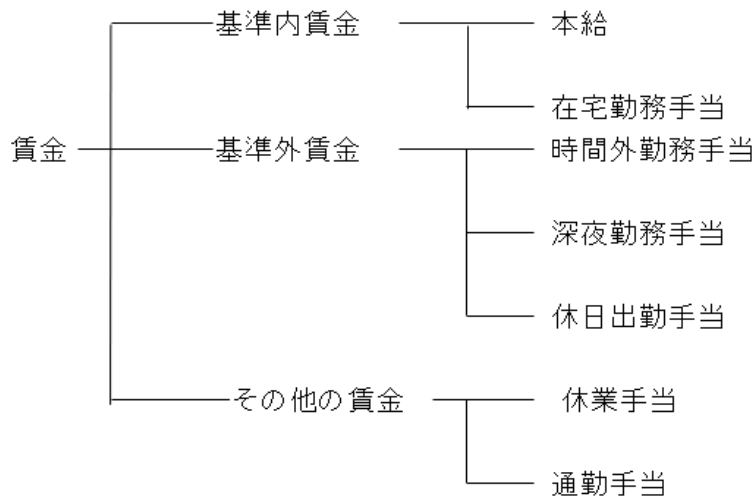 基準内賃金 本給
在宅勤務手当
賃金 基準外賃金 時間外勤務手当
深夜勤務手当
休日出勤手当
その他の賃金 休業手当
通勤手当